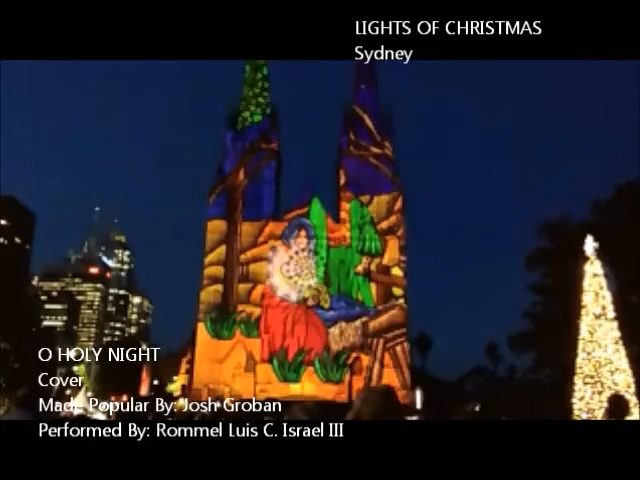 LIGHTS OF CHRISTMAS
Sydney
O HOLY NIGHT
Cover
Made Popular By: Josh Groban
Performed By: Rommel Luis C. Israel III